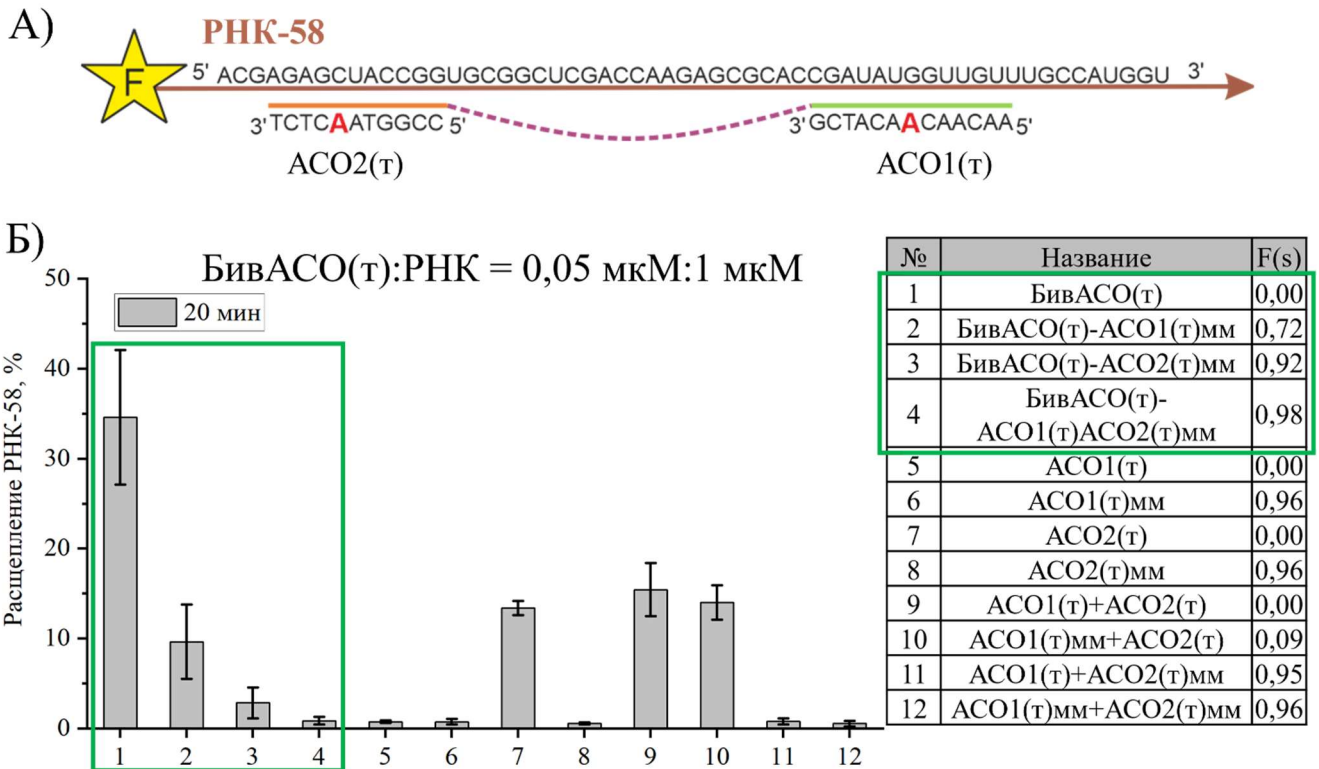 А)
РНК-58
F
5' ACGAGAGCUACCGGUGCGGCUCGACCAAGAGCGCACCGAUAUGGUUGUUUGCCAUGGU 3'
3'TCTCAATGGCC 5'
3'GCTACAACAACAA5'
АСО2(т)
АСО1(т)
Б)
БивАСО(т):РНК = 0,05 мкМ:1 мкМ
20 мин
Расщепление РНК-58, %
50
40
30
20
10
0
1 2 3 4 5 6 7 8 9 10 11 12
№ Название F(s)
1 БивАСО(т) 0,00
2 БивАСО(т)-АСО1(т)мм 0,72
3 БивАСО(т)-АСО2(т)мм 0,92
4 БивАСО(т)-
АСО1(т)АСО2(т)мм 0,98
5 АСО1(т) 0,00
6 АСО1(т)мм 0,96
7 АСО2(т) 0,00
8 АСО2(т)мм 0,96
9 АСО1(т)+АСО2(т) 0,00
10 АСО1(т)мм+АСО2(т) 0,09
11 АСО1(т)+АСО2(т)мм 0,95
12 АСО1(т)мм+АСО2(т)мм 0,96